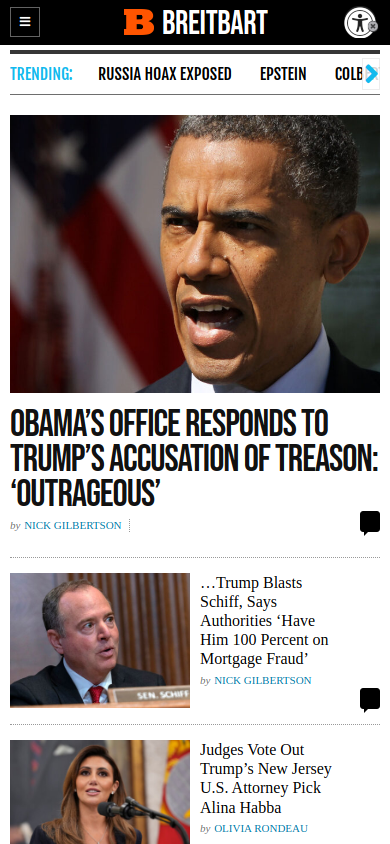 BREITBART
TRENDING: RUSSIA HOAX EXPOSED EPSTEIN COLB
OBAMA'S OFFICE RESPONDS TO
TRUMP'S ACCUSATION OF TREASON:
‘OUTRAGEOUS’
by NICK GILBERTSON
SEN. SCHIFF
…Trump Blasts
Schiff, Says
Authorities ‘Have
Him 100 Percent on
Mortgage Fraud’
by NICK GILBERTSON
Judges Vote Out
Trump’s New Jersey
U.S. Attorney Pick
Alina Habba
by OLIVIA RONDEAU